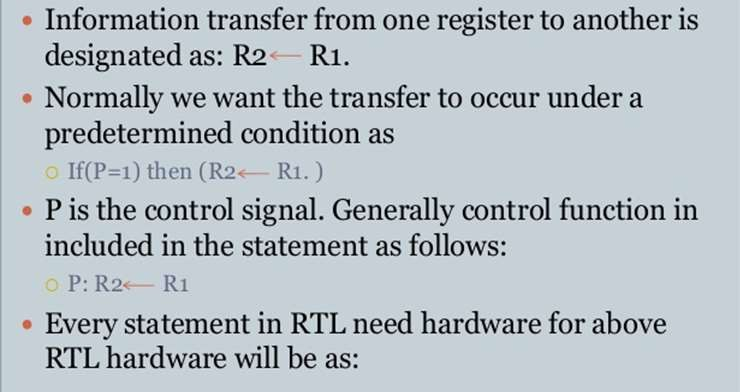 • Information transfer from one register to another is
designated as: R2← R1.
• Normally we want the transfer to occur under a
predetermined condition as
○ If(P=1) then (R2← R1. )
• P is the control signal. Generally control function in
included in the statement as follows:
○ P: R2← R1
• Every statement in RTL need hardware for above
RTL hardware will be as: